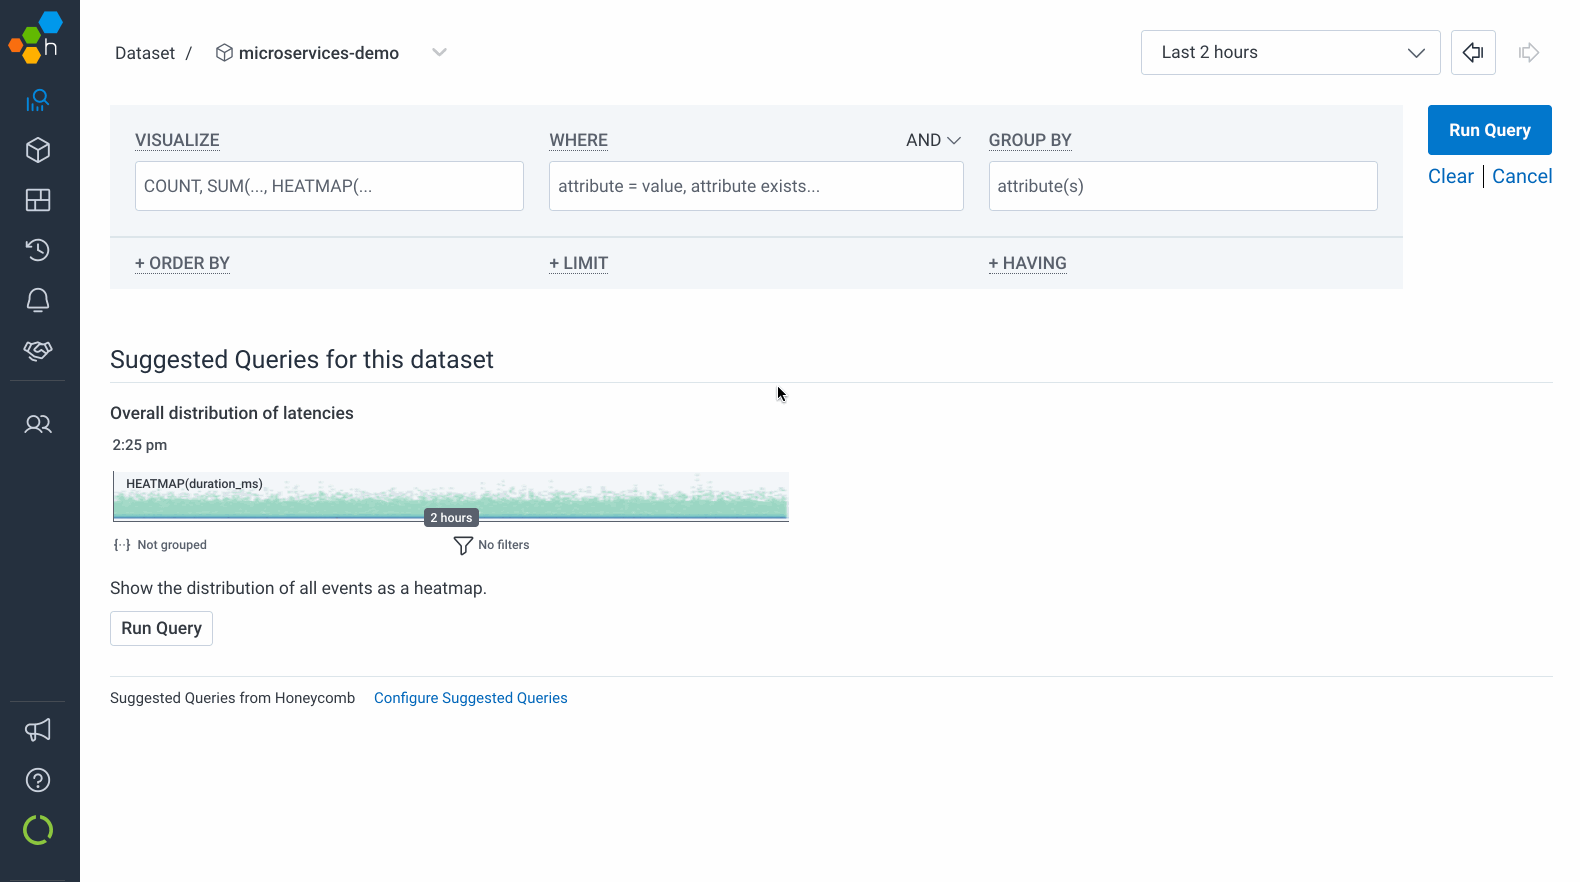 h
Dataset / microservices-demo
Last 2 hours
VISUALIZE
COUNT, SUM(..., HEATMAP(...
WHERE
AND
attribute = value, attribute exists...
GROUP BY
attribute(s)
Run Query
Clear | Cancel
+ ORDER BY
+ LIMIT
+ HAVING
Suggested Queries for this dataset
Overall distribution of latencies
2:25 pm
HEATMAP(duration_ms)
2 hours
{··} Not grouped
No filters
Show the distribution of all events as a heatmap.
Run Query
Suggested Queries from Honeycomb Configure Suggested Queries